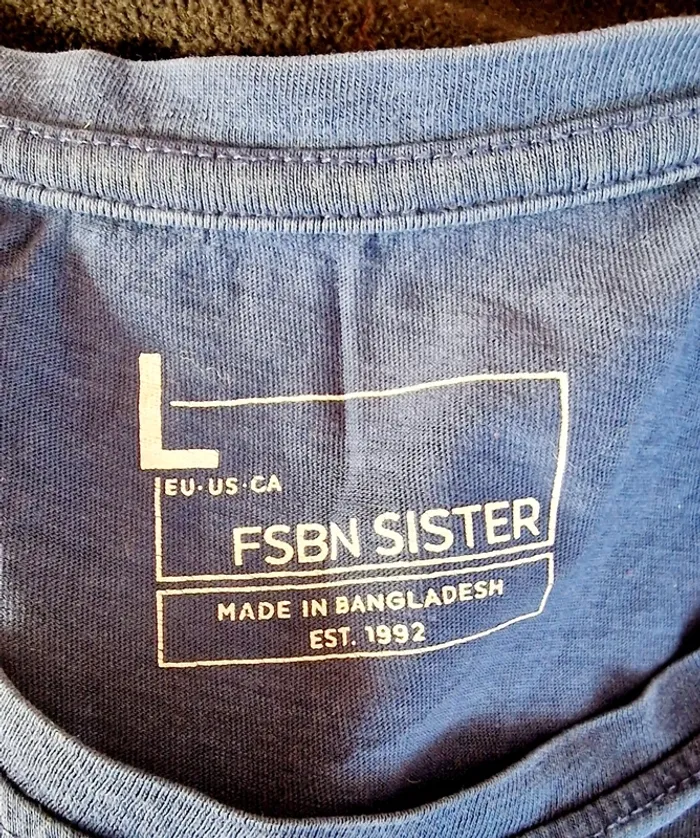 L
EU·US·CA
FSBN SISTER
MADE IN BANGLADESH
EST. 1992